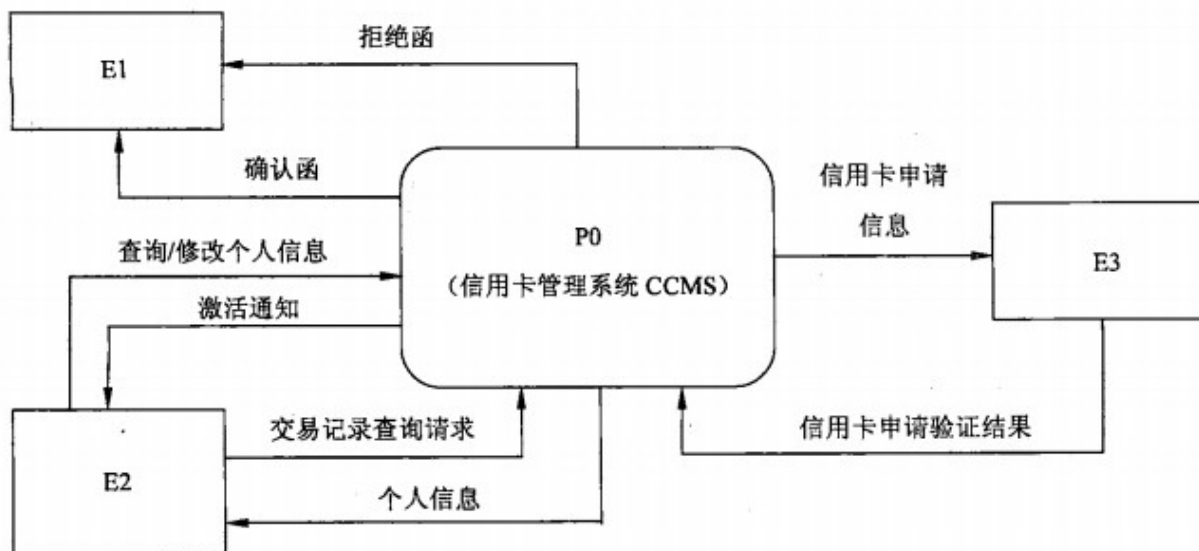 拒绝函
E1
确认函
信用卡申请
信息
P0
（信用卡管理系统 CCMS）
E3
查询/修改个人信息
激活通知
交易记录查询请求
信用卡申请验证结果
E2
个人信息